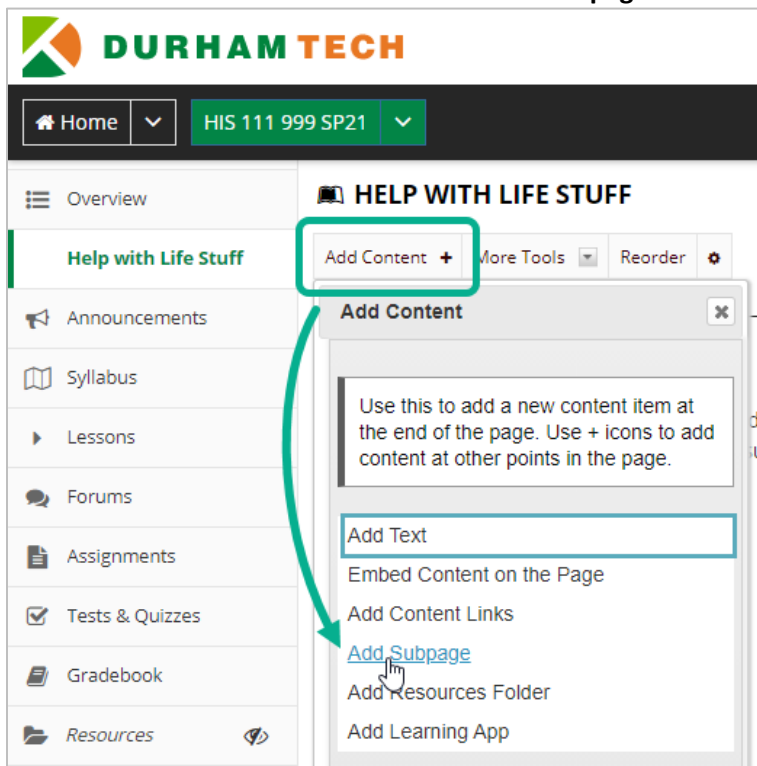 DURHAM TECH
Home
HIS 111 999 SP21
Overview
Help with Life Stuff
Announcements
Syllabus
Lessons
Forums
Assignments
Tests & Quizzes
Gradebook
Resources
HELP WITH LIFE STUFF
Add Content +
More Tools
Reorder
Add Content
Use this to add a new content item at
the end of the page. Use + icons to add
content at other points in the page.
Add Text
Embed Content on the Page
Add Content Links
Add Subpage
Add Resources Folder
Add Learning App